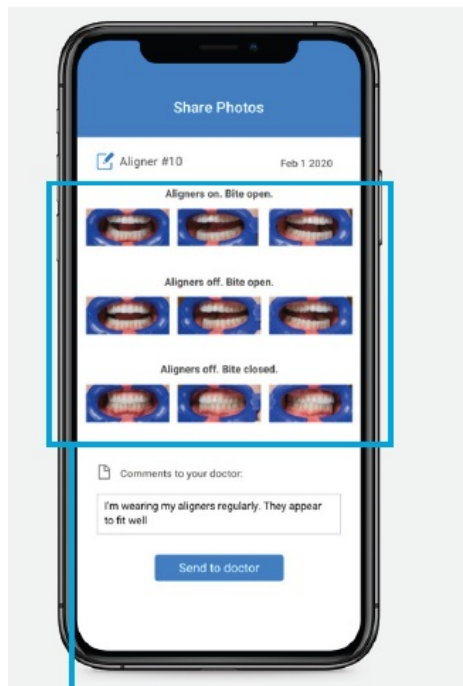 Share Photos
Aligner #10
Feb 1 2020
Aligners on. Bite open.
Aligners off. Bite open.
Aligners off. Bite closed.
Comments to your doctor:
I'm wearing my aligners regularly. They appear
to fit well
Send to doctor